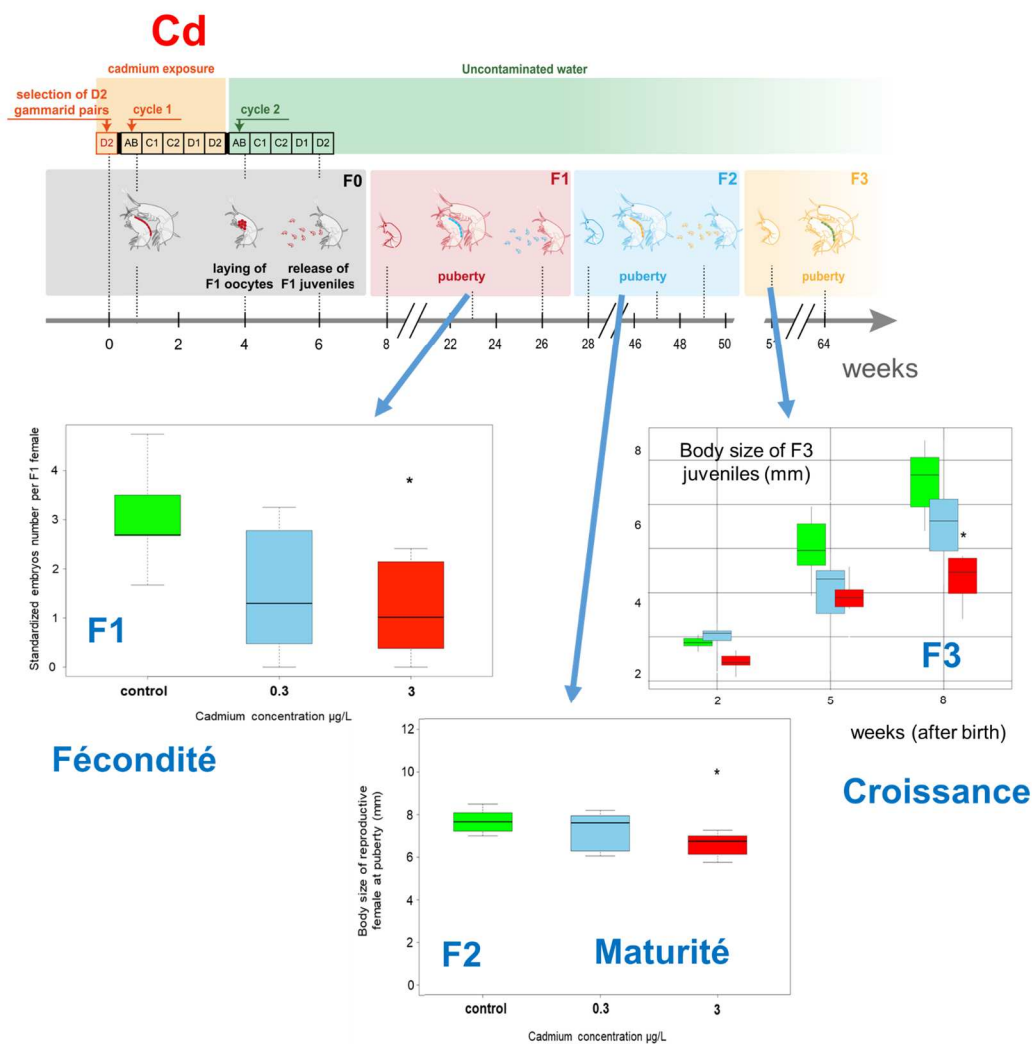 Cd
cadmium exposure
Uncontaminated water
selection of D2
gammarid pairs
cycle 1
cycle 2
D2 AB C1 C2 D1 D2 AB C1 C2 D1 D2
F0
F1
F2
F3
laying of
F1 oocytes
release of
F1 juveniles
puberty
puberty
puberty
0 2 4 6 8 22 24 26 28 46 48 50 51 64
weeks
Standardized embryos number per F1 female
4
3
2
1
0
*
F1
control 0.3 3
Cadmium concentration µg/L
Fécondité
Body size of F3
juveniles (mm)
8
6
4
2
*
F3
2 5 8
weeks (after birth)
Croissance
Body size of reproductive
female at puberty (mm)
12
10
8
6
4
2
0
*
F2
Maturité
control 0.3 3
Cadmium concentration µg/L